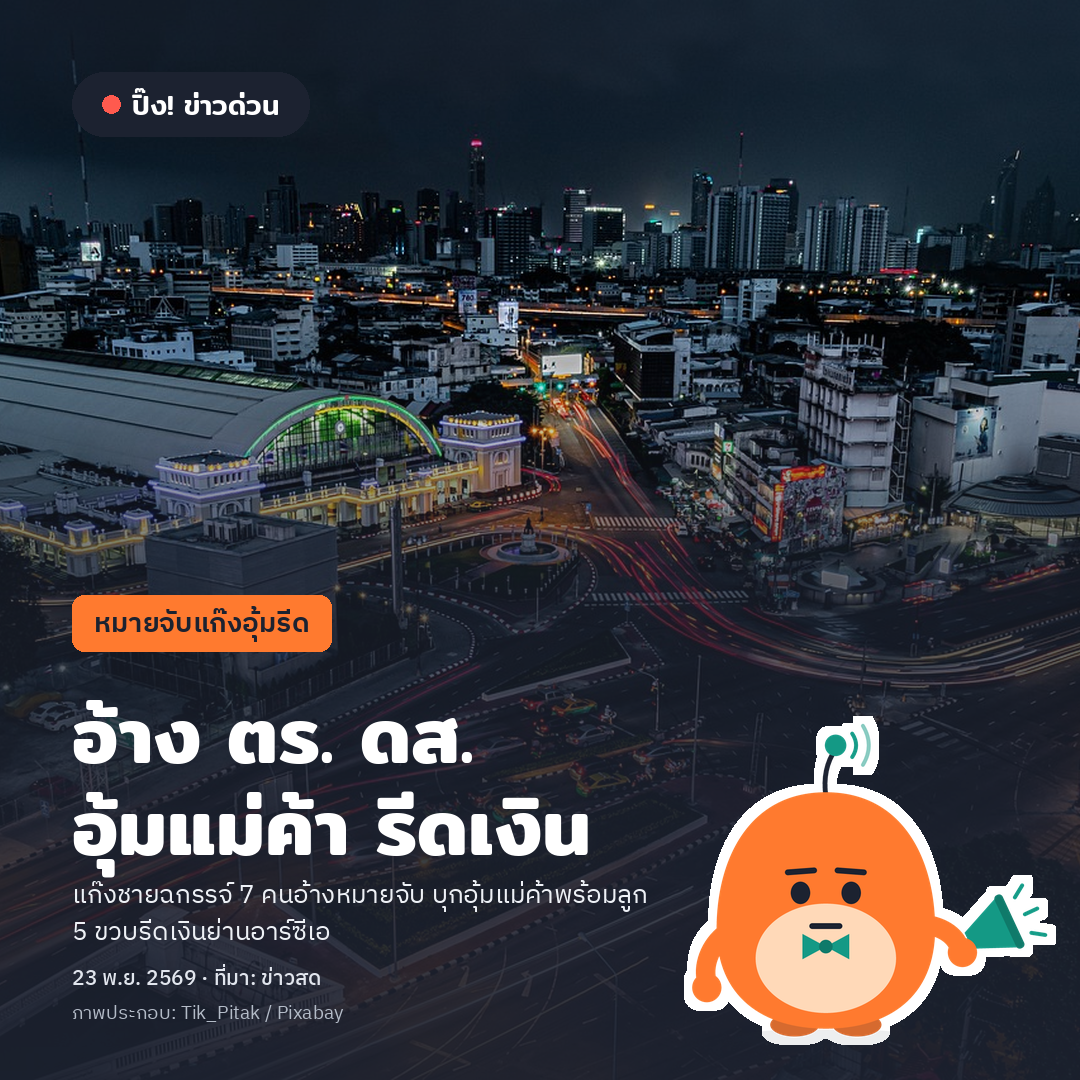 ปิ๊ง! ข่าวด่วน
หมายจับแก๊งอุ้มรีด
อ้าง ตร. ดส.
อุ้มแม่ค้า รีดเงิน
แก๊งชายฉกรรจ์ 7 คนอ้างหมายจับ บุกอุ้มแม่ค้าพร้อมลูก
5 ขวบรีดเงินย่านอาร์ซีเอ
23 พ.ย. 2569 · ที่มา: ข่าวสด
ภาพประกอบ: Tik_Pitak / Pixabay